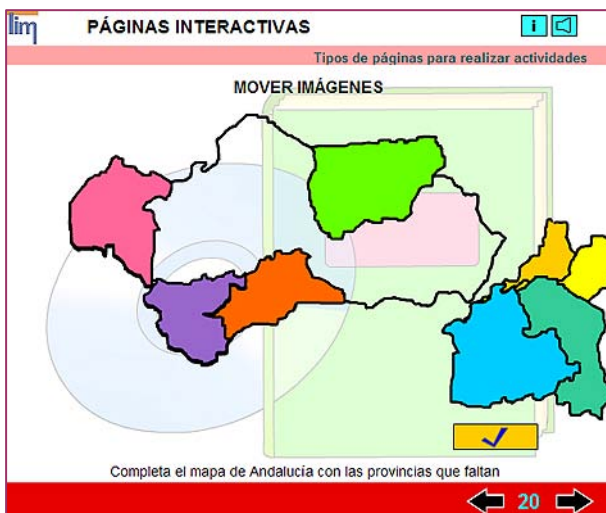 lim
PÁGINAS INTERACTIVAS
i
Tipos de páginas para realizar actividades
MOVER IMÁGENES
Completa el mapa de Andalucía con las provincias que faltan
20